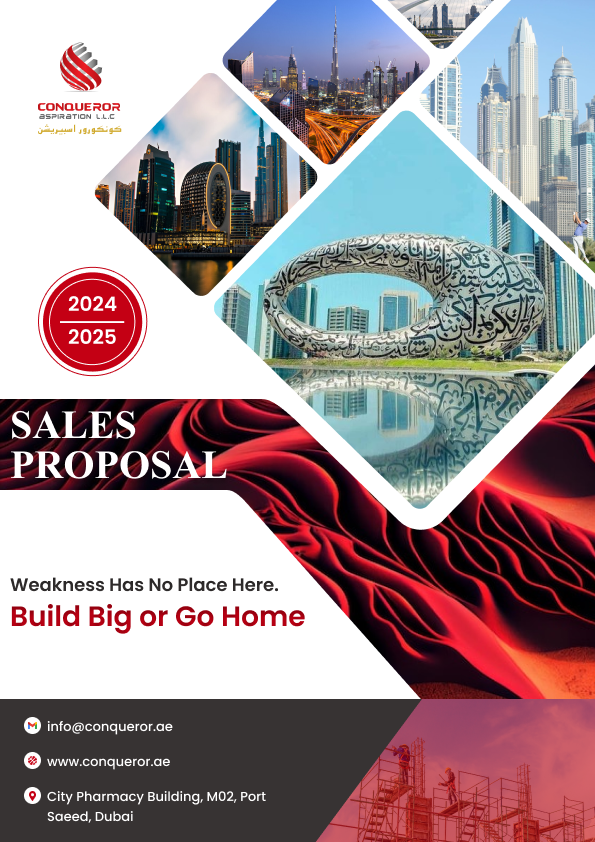 CONQUEROR
ASPIRATION L.L.C
كونكورور اسبيريشن
2024
2025
SALES
PROPOSAL
Weakness Has No Place Here.
Build Big or Go Home
info@conqueror.ae
www.conqueror.ae
City Pharmacy Building, M02, Port
Saeed, Dubai